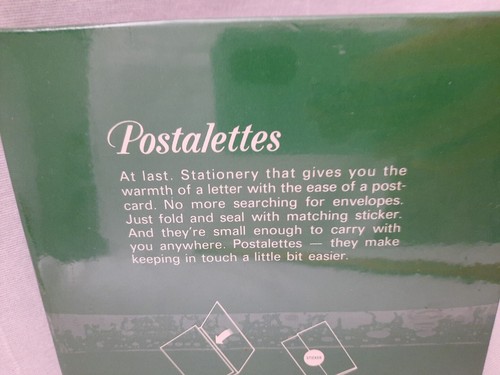 Postalettes
At last. Stationery that gives you the
warmth of a letter with the ease of a post-
card. No more searching for envelopes.
Just fold and seal with matching sticker.
And they're small enough to carry with
you anywhere. Postalettes — they make
keeping in touch a little bit easier.